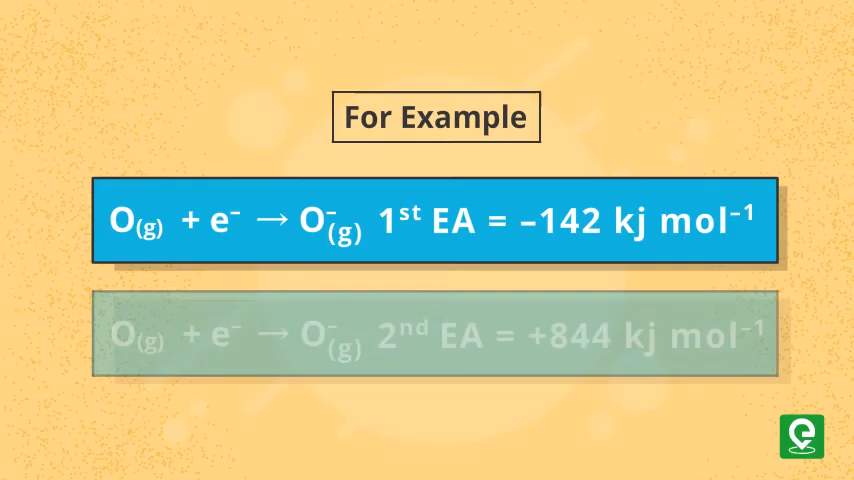 For Example
O(g) + e⁻ → O⁻(g) 1ˢᵗ EA = –142 kj mol⁻¹
O(g) + e⁻ → O⁻(g) 2ⁿᵈ EA = +844 kj mol⁻¹